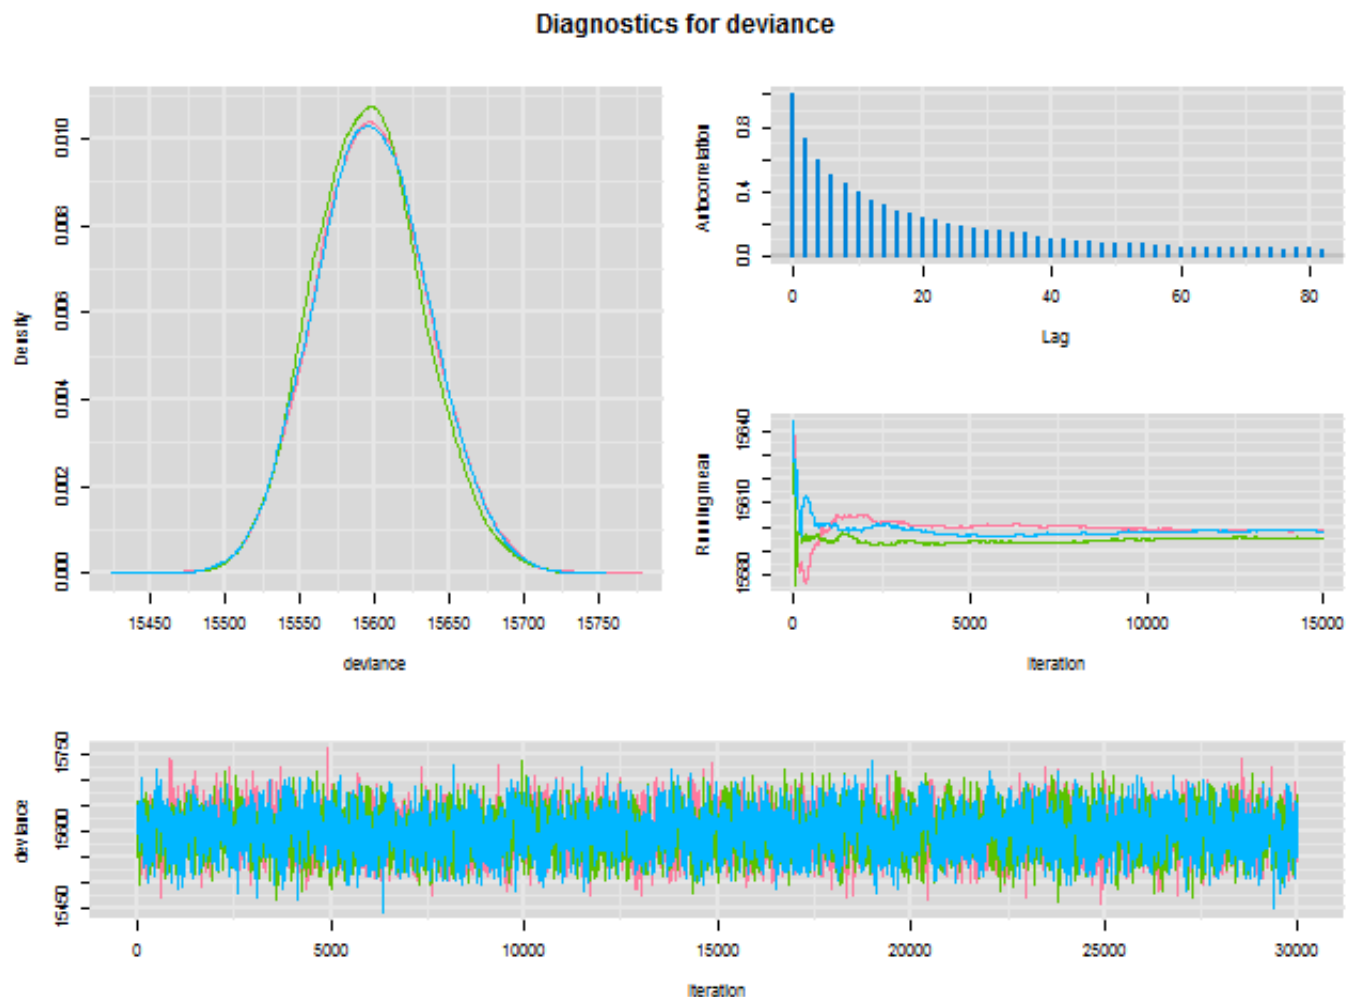 Diagnostics for deviance
Density
0.000 0.002 0.004 0.006 0.008 0.010
15450 15500 15550 15600 15650 15700 15750
deviance
Autocorrelation
0.0 0.4 0.8
0 20 40 60 80
Lag
Running mean
15580 15610 15640
0 5000 10000 15000
Iteration
deviance
15450 15600 15750
0 5000 10000 15000 20000 25000 30000
Iteration